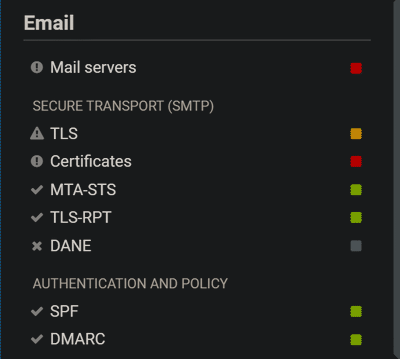 Email
Mail servers
SECURE TRANSPORT (SMTP)
TLS
Certificates
MTA-STS
TLS-RPT
DANE
AUTHENTICATION AND POLICY
SPF
DMARC